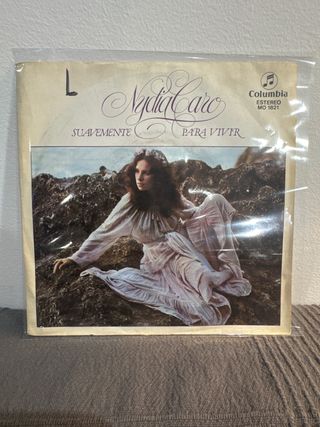 L
Nydia Caro
SUAVEMENTE PARA VIVIR
Columbia
ESTEREO
MO 1621